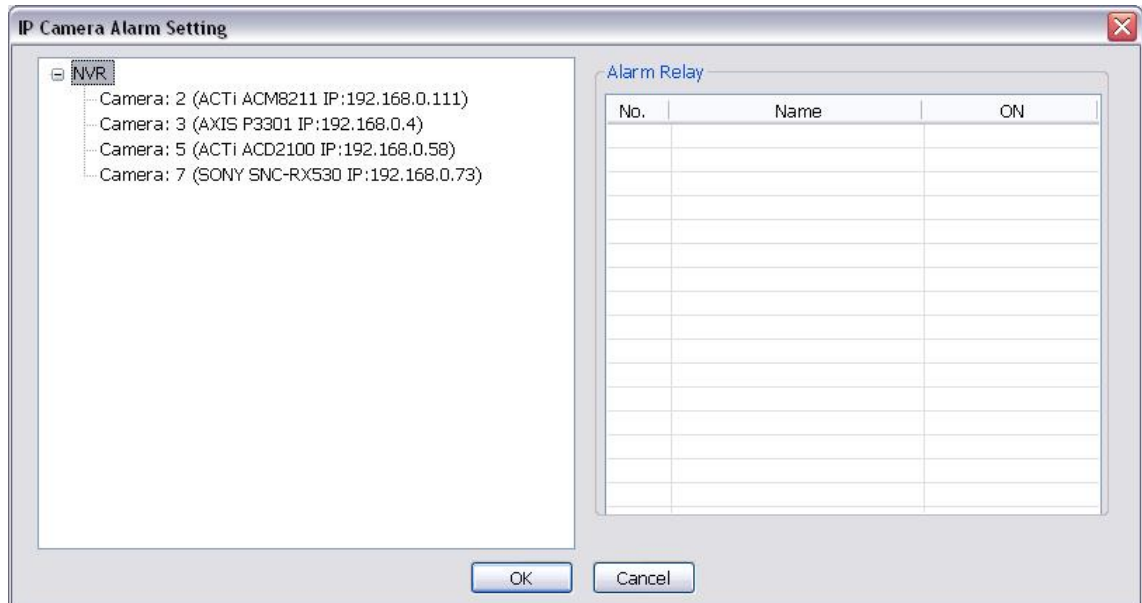 IP Camera Alarm Setting
NVR
Camera: 2 (ACTi ACM8211 IP:192.168.0.111)
Camera: 3 (AXIS P3301 IP:192.168.0.4)
Camera: 5 (ACTi ACD2100 IP:192.168.0.58)
Camera: 7 (SONY SNC-RX530 IP:192.168.0.73)
Alarm Relay
No. Name ON
OK Cancel